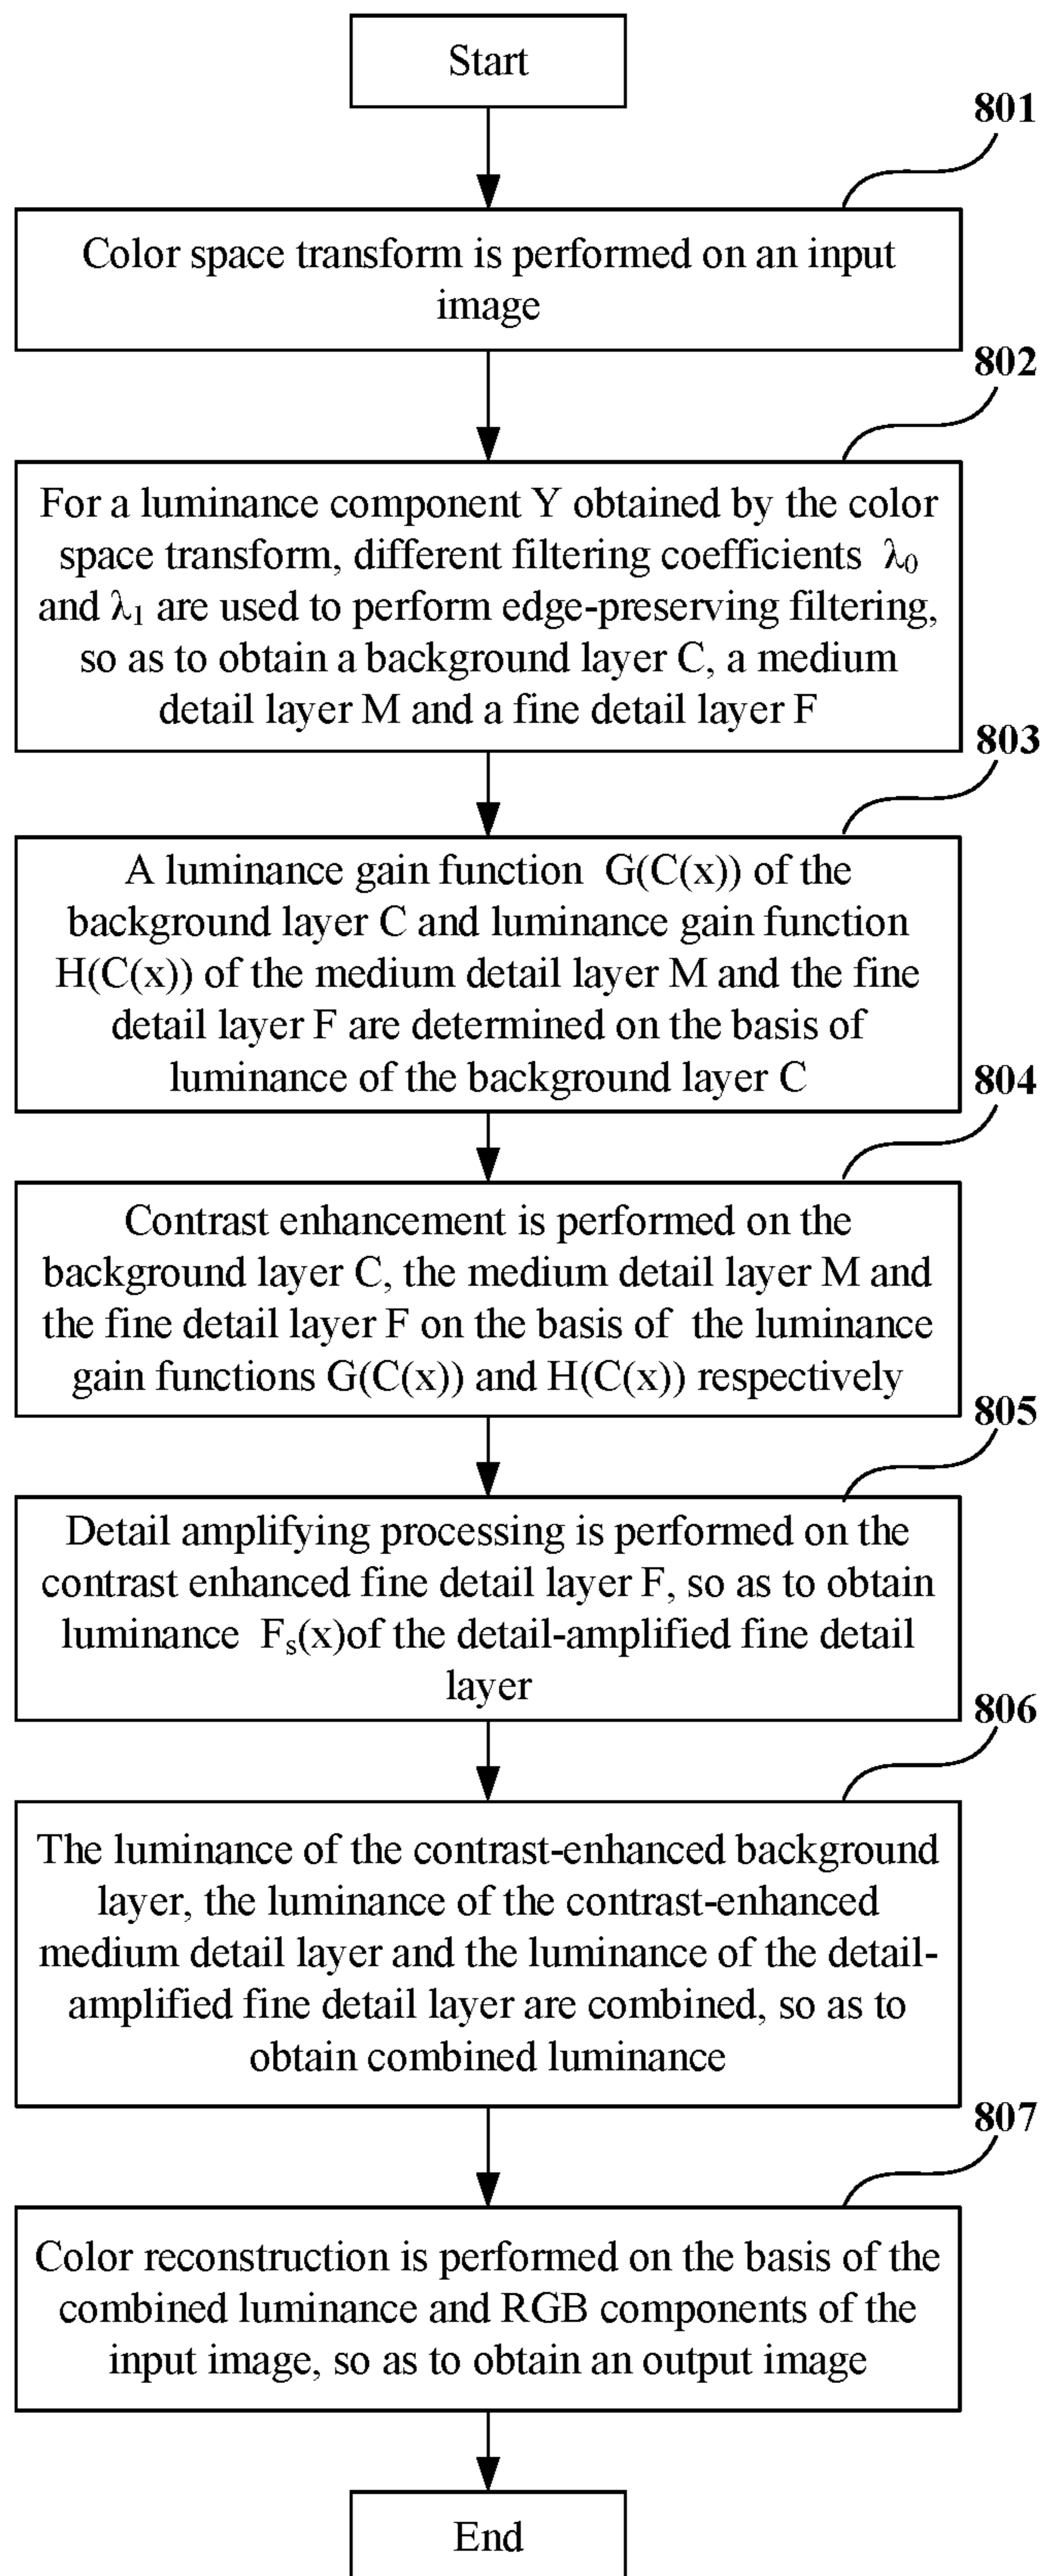 Start
801
Color space transform is performed on an input
image
802
For a luminance component Y obtained by the color
space transform, different filtering coefficients λ₀
and λ₁ are used to perform edge-preserving filtering,
so as to obtain a background layer C, a medium
detail layer M and a fine detail layer F
803
A luminance gain function G(C(x)) of the
background layer C and luminance gain function
H(C(x)) of the medium detail layer M and the fine
detail layer F are determined on the basis of
luminance of the background layer C
804
Contrast enhancement is performed on the
background layer C, the medium detail layer M and
the fine detail layer F on the basis of the luminance
gain functions G(C(x)) and H(C(x)) respectively
805
Detail amplifying processing is performed on the
contrast enhanced fine detail layer F, so as to obtain
luminance Fₛ(x)of the detail-amplified fine detail
layer
806
The luminance of the contrast-enhanced background
layer, the luminance of the contrast-enhanced
medium detail layer and the luminance of the detail-
amplified fine detail layer are combined, so as to
obtain combined luminance
807
Color reconstruction is performed on the basis of the
combined luminance and RGB components of the
input image, so as to obtain an output image
End